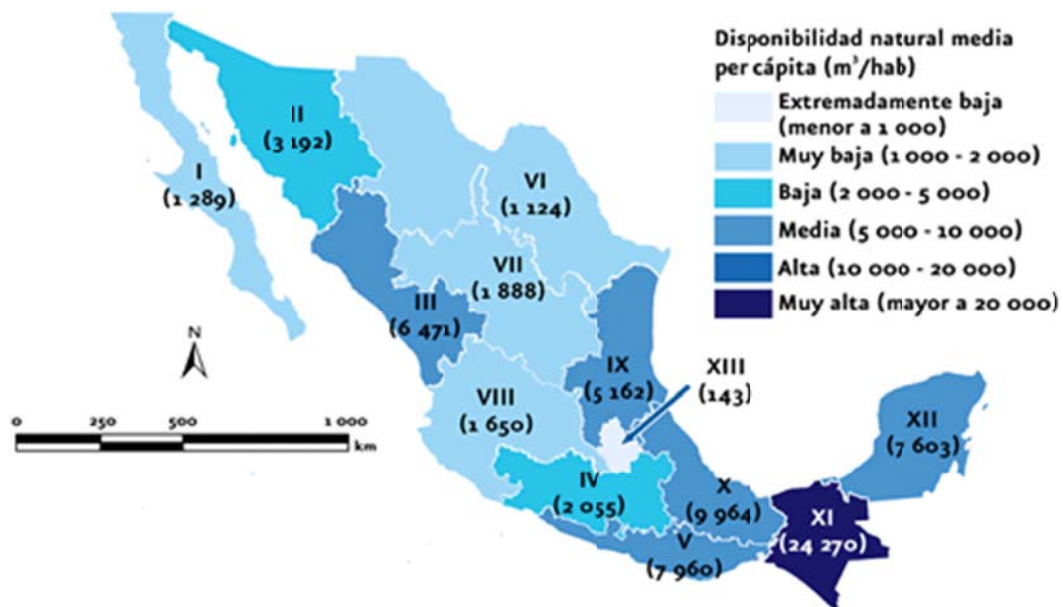 Disponibilidad natural media
per cápita (m³/hab)
Extremadamente baja
(menor a 1 000)
Muy baja (1 000 - 2 000)
Baja (2 000 - 5 000)
Media (5 000 - 10 000)
Alta (10 000 - 20 000)
Muy alta (mayor a 20 000)
I
(1 289)
II
(3 192)
III
(6 471)
IV
(2 055)
V
(7 960)
VI
(1 124)
VII
(1 888)
VIII
(1 650)
IX
(5 162)
X
(9 964)
XI
(24 270)
XII
(7 603)
XIII
(143)
N
0 250 500 1 000
km